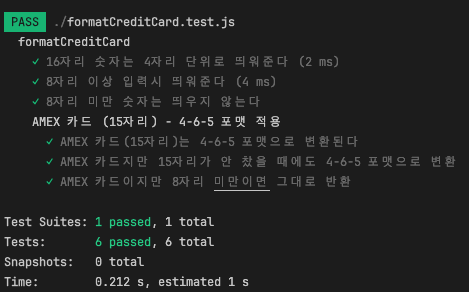 PASS ./formatCreditCard.test.js
formatCreditCard
✓ 16자리 숫자는 4자리 단위로 띄워준다 (2 ms)
✓ 8자리 이상 입력시 띄워준다 (4 ms)
✓ 8자리 미만 숫자는 띄우지 않는다
AMEX 카드 (15자리) - 4-6-5 포맷 적용
✓ AMEX 카드(15자리)는 4-6-5 포맷으로 변환된다
✓ AMEX 카드지만 15자리가 안 찼을 때에도 4-6-5 포맷으로 변환
✓ AMEX 카드이지만 8자리 미만이면 그대로 반환
Test Suites: 1 passed, 1 total
Tests: 6 passed, 6 total
Snapshots: 0 total
Time: 0.212 s, estimated 1 s